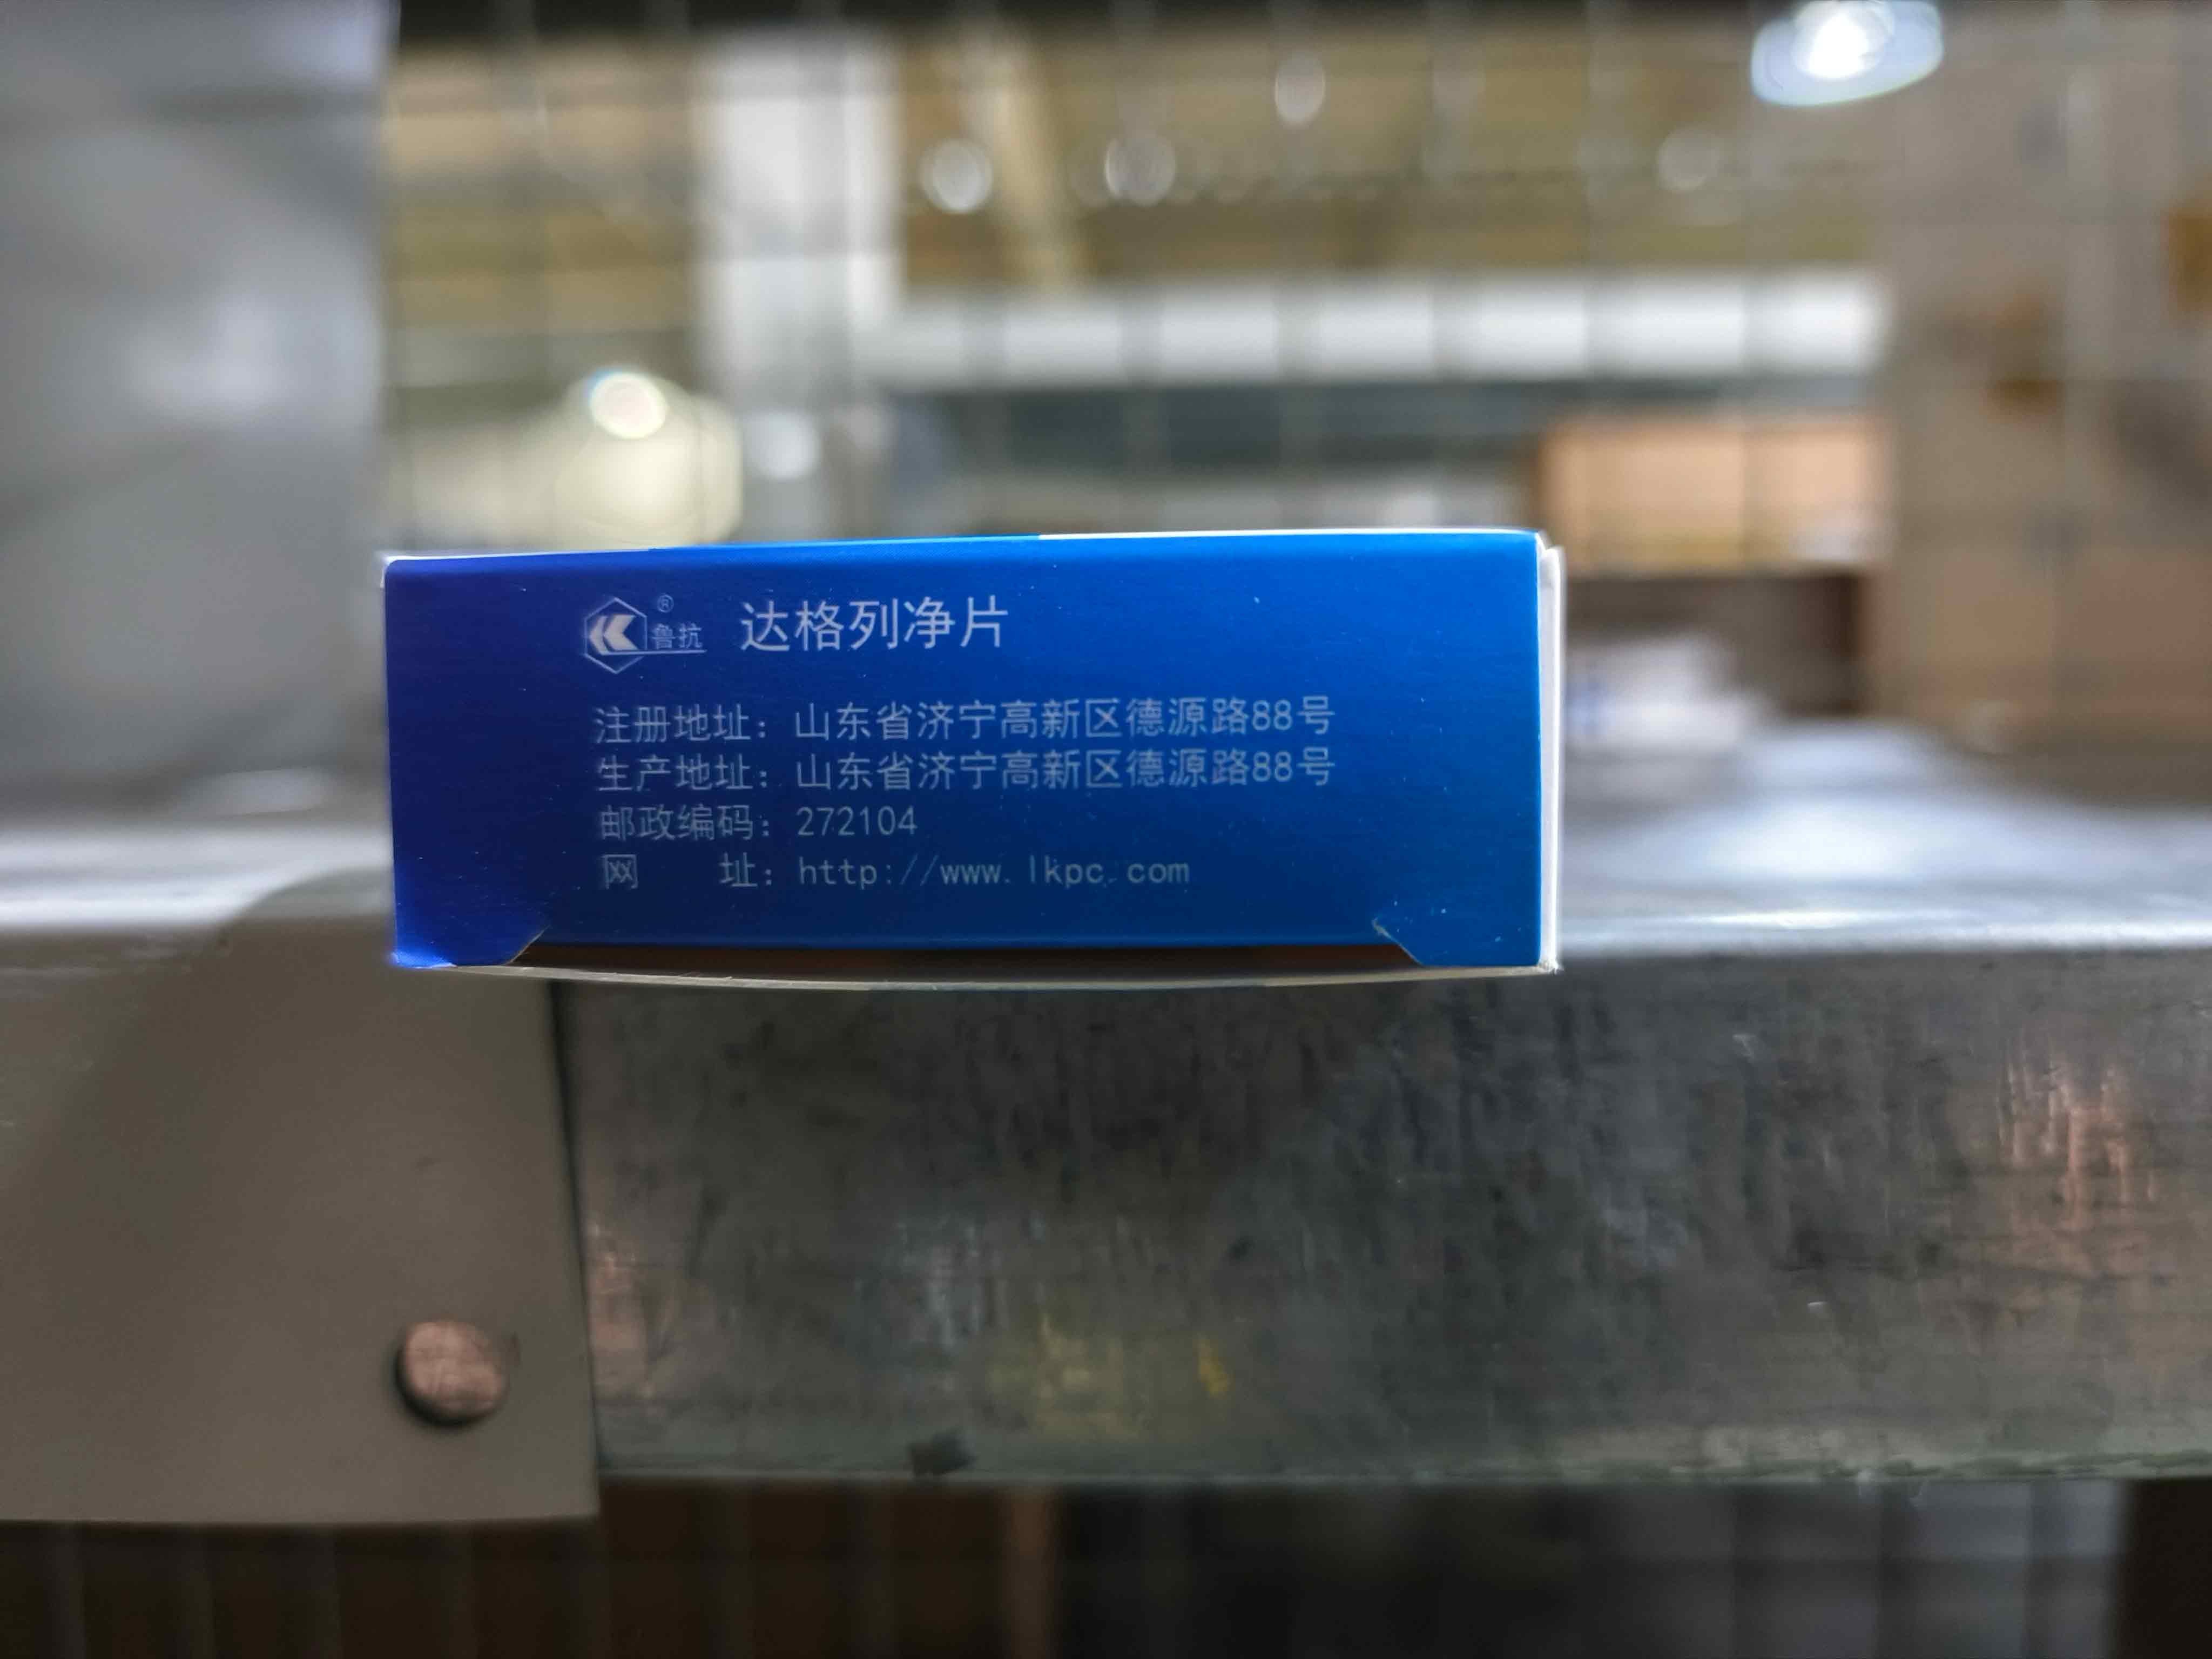 鲁抗® 达格列净片
注册地址：山东省济宁高新区德源路88号
生产地址：山东省济宁高新区德源路88号
邮政编码：272104
网 址：http://www.lkpc.com